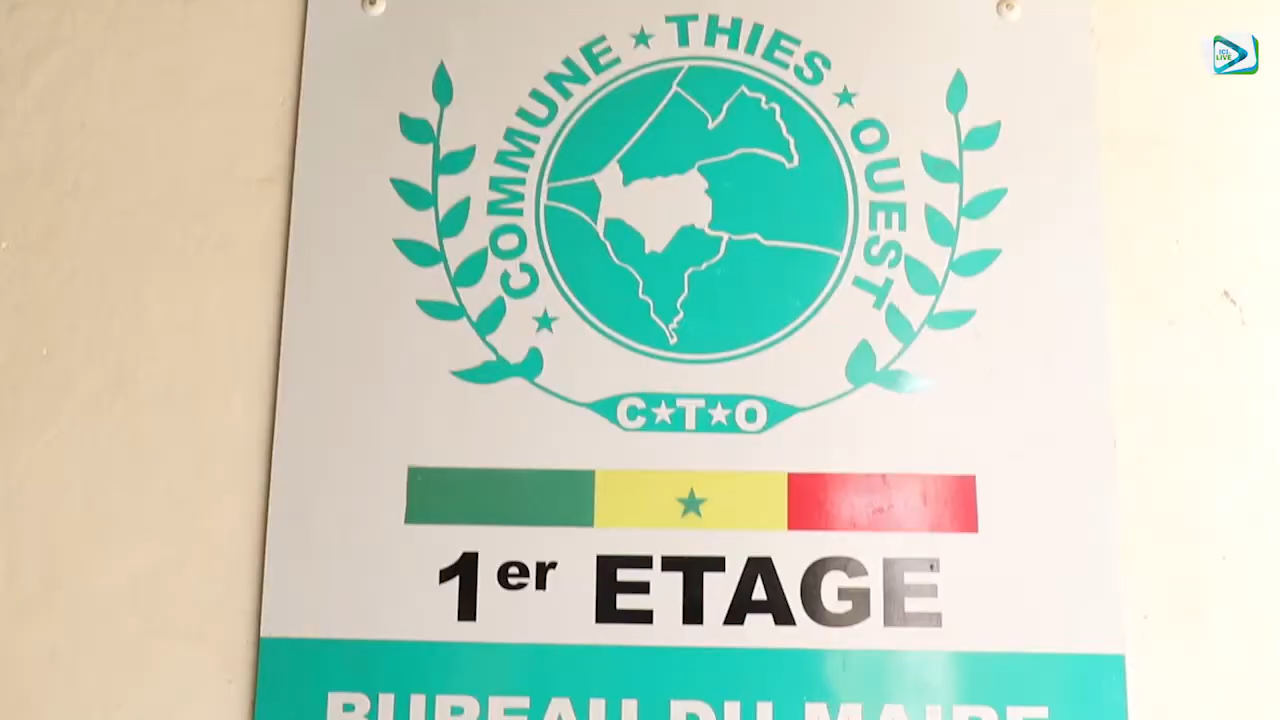 COMMUNE ★ THIES ★ OUEST ★
C★T★O
1er ETAGE
BUREAU DU MAIRE
ICI LIVE